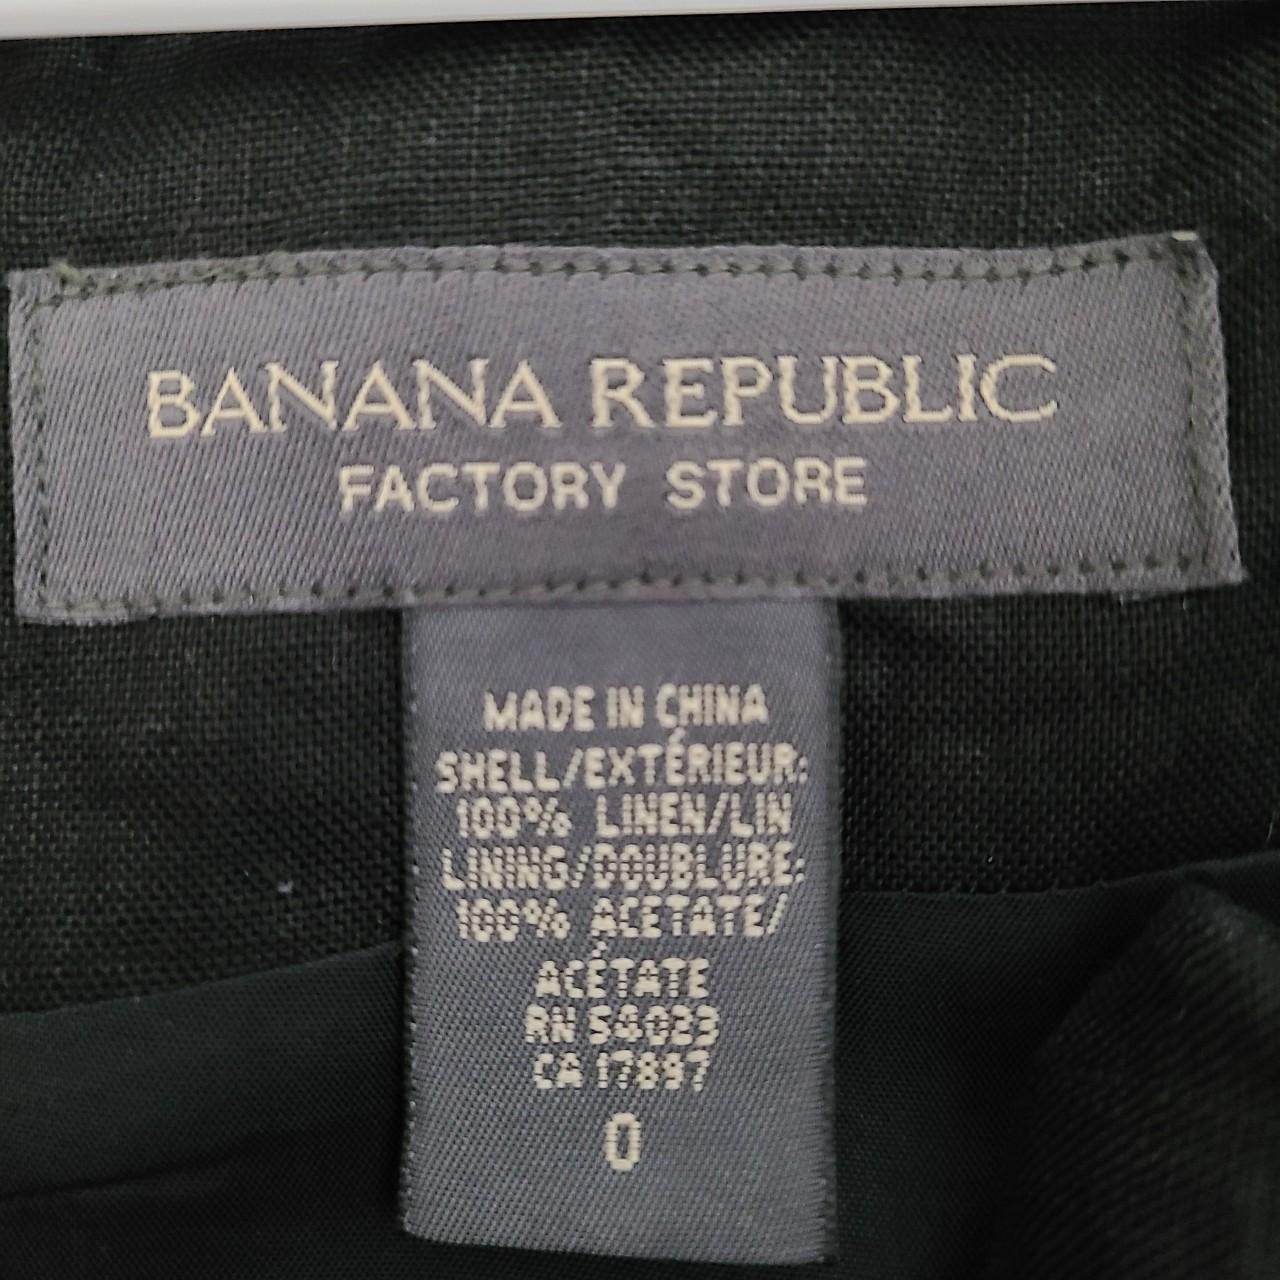 BANANA REPUBLIC
FACTORY STORE
MADE IN CHINA
SHELL/EXTÉRIEUR:
100% LINEN/LIN
LINING/DOUBLURE:
100% ACETATE/
ACÉTATE
RN 54023
CA 17897
0